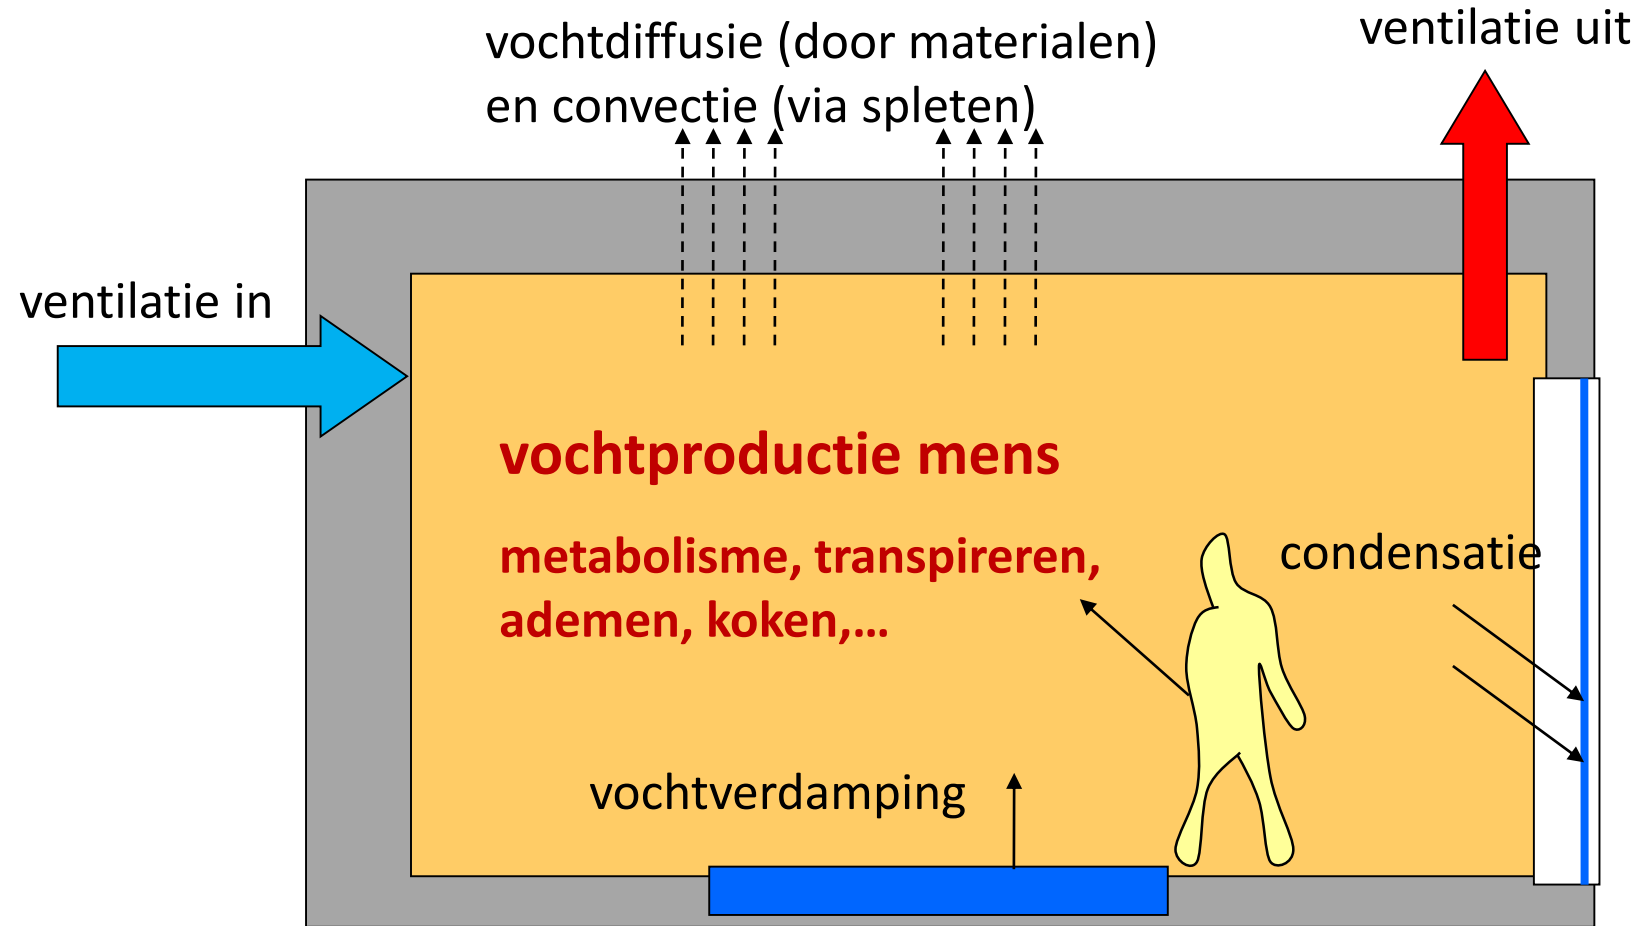 vochtdiffusie (door materialen)
en convectie (via spleten)
ventilatie uit
ventilatie in
vochtproductie mens
metabolisme, transpireren,
ademen, koken,...
condensatie
vochtverdamping